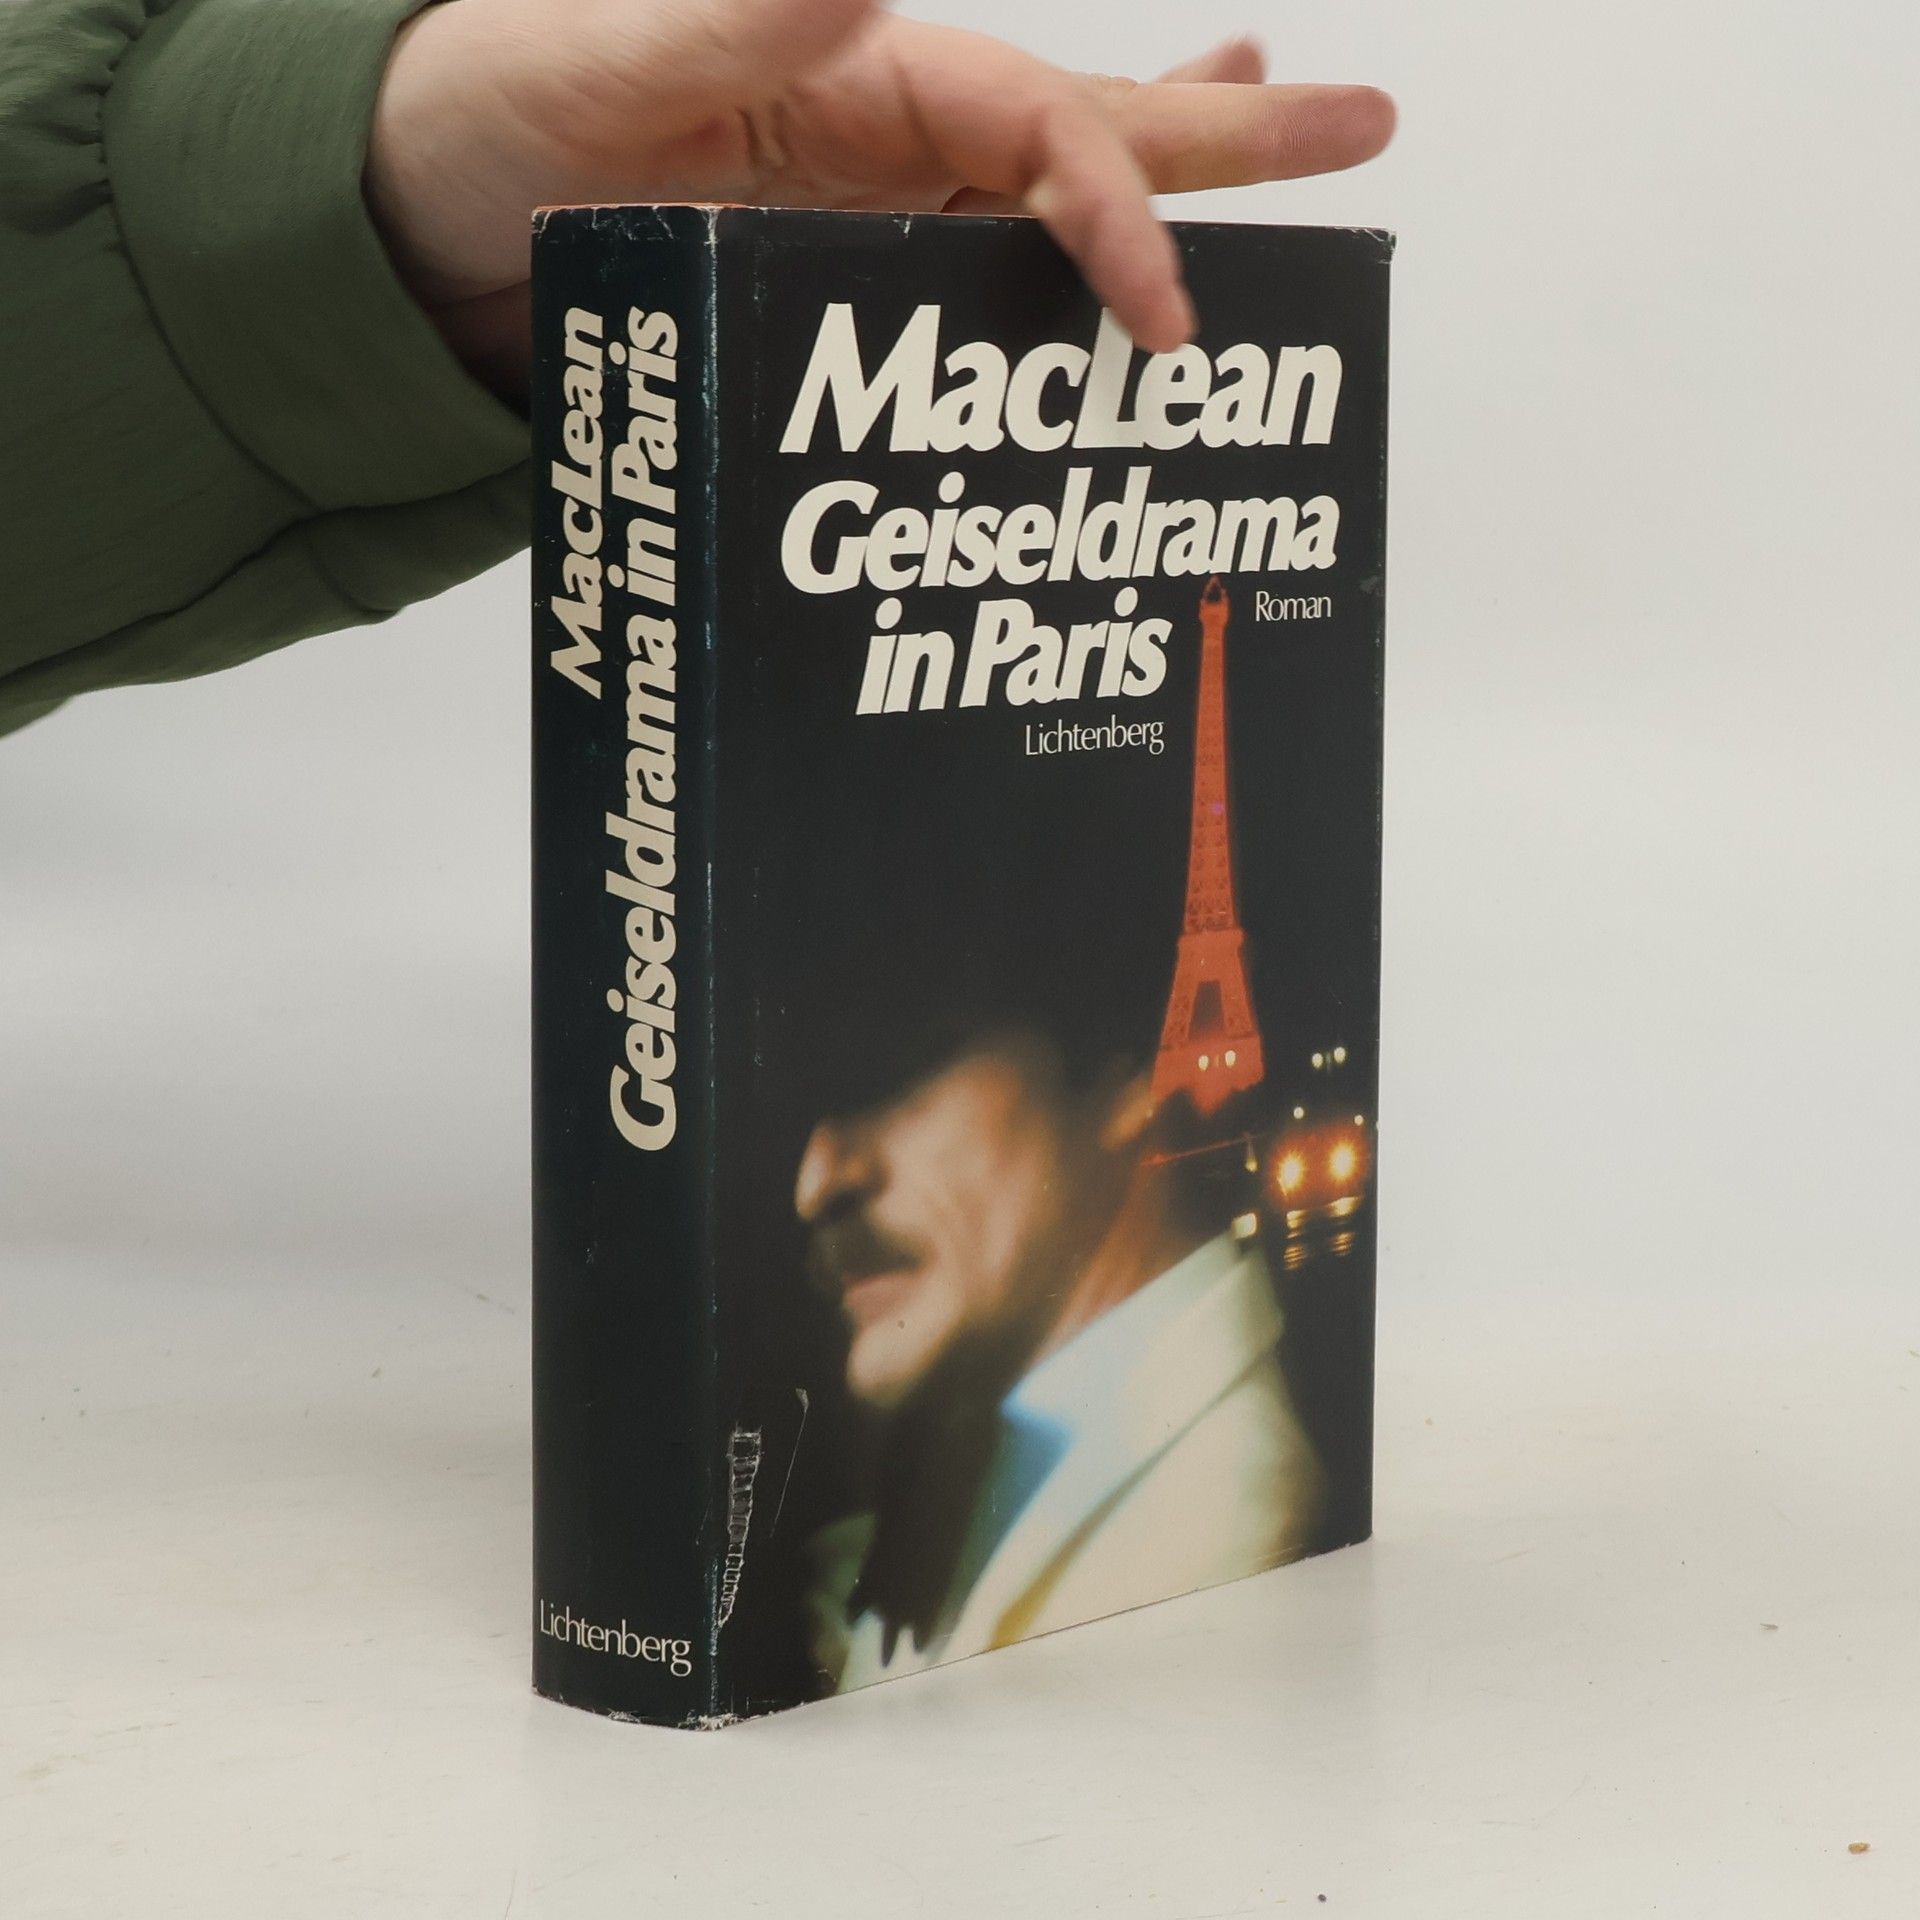 MacLean
Geiseldrama in Paris
Lichtenberg
MacLean
Geiseldrama
in Paris
Roman
Lichtenberg